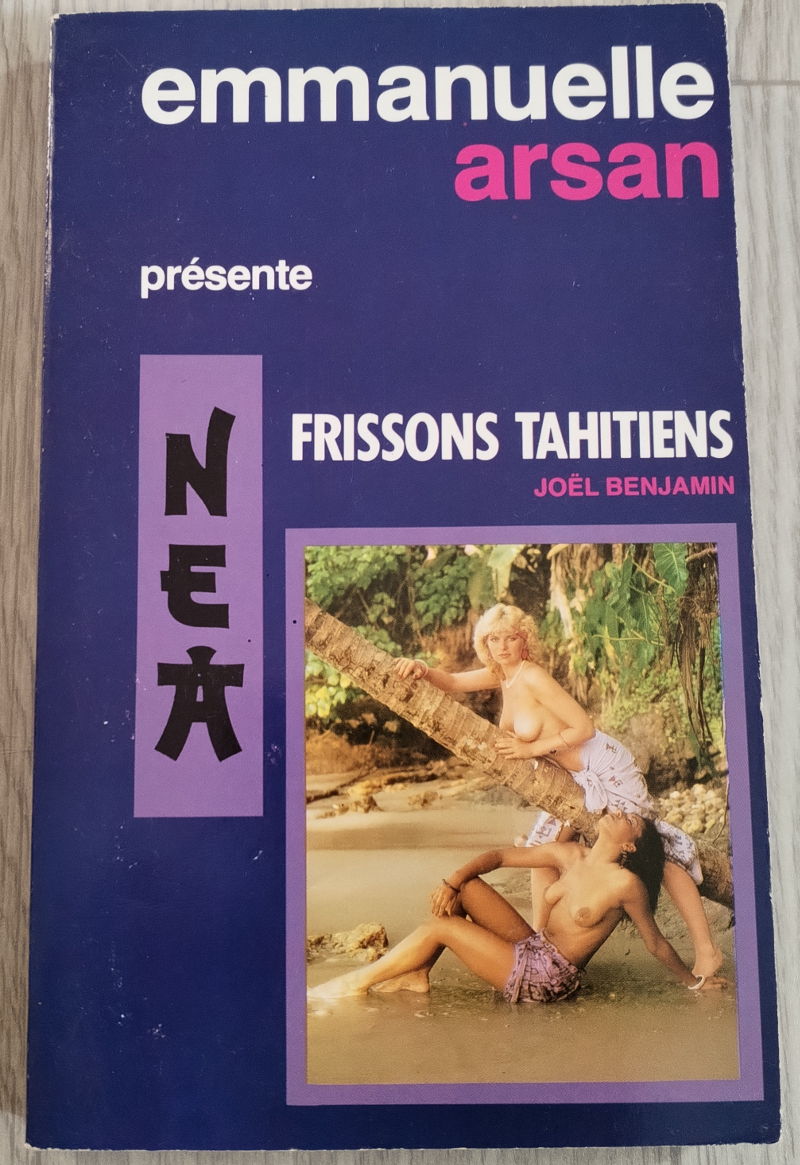 emmanuelle
arsan
présente
NEA
FRISSONS TAHITIENS
JOËL BENJAMIN